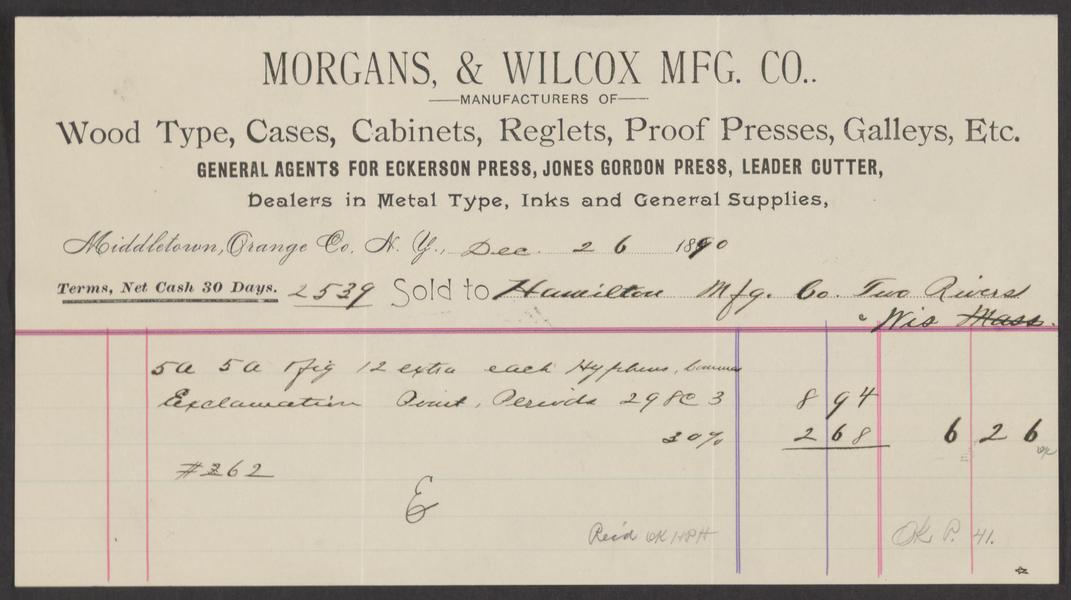 MORGANS, & WILCOX MFG. CO..
MANUFACTURERS OF
Wood Type, Cases, Cabinets, Reglets, Proof Presses, Galleys, Etc.
GENERAL AGENTS FOR ECKERSON PRESS, JONES GORDON PRESS, LEADER CUTTER,
Dealers in Metal Type, Inks and General Supplies,
Middletown, Orange Co. N. Y., Dec. 26 1890
Terms, Net Cash 30 Days. 2539 Sold to Hamilton Mfg. Co. Two Rivers
Wis Mass.
5a 5a 1fig 12 extra each Hyphens,
Exclamation Point, Periods 298C 3 8 94
30% 2 68 6 26
#262
Rec'd OK HPH OK P. 41.